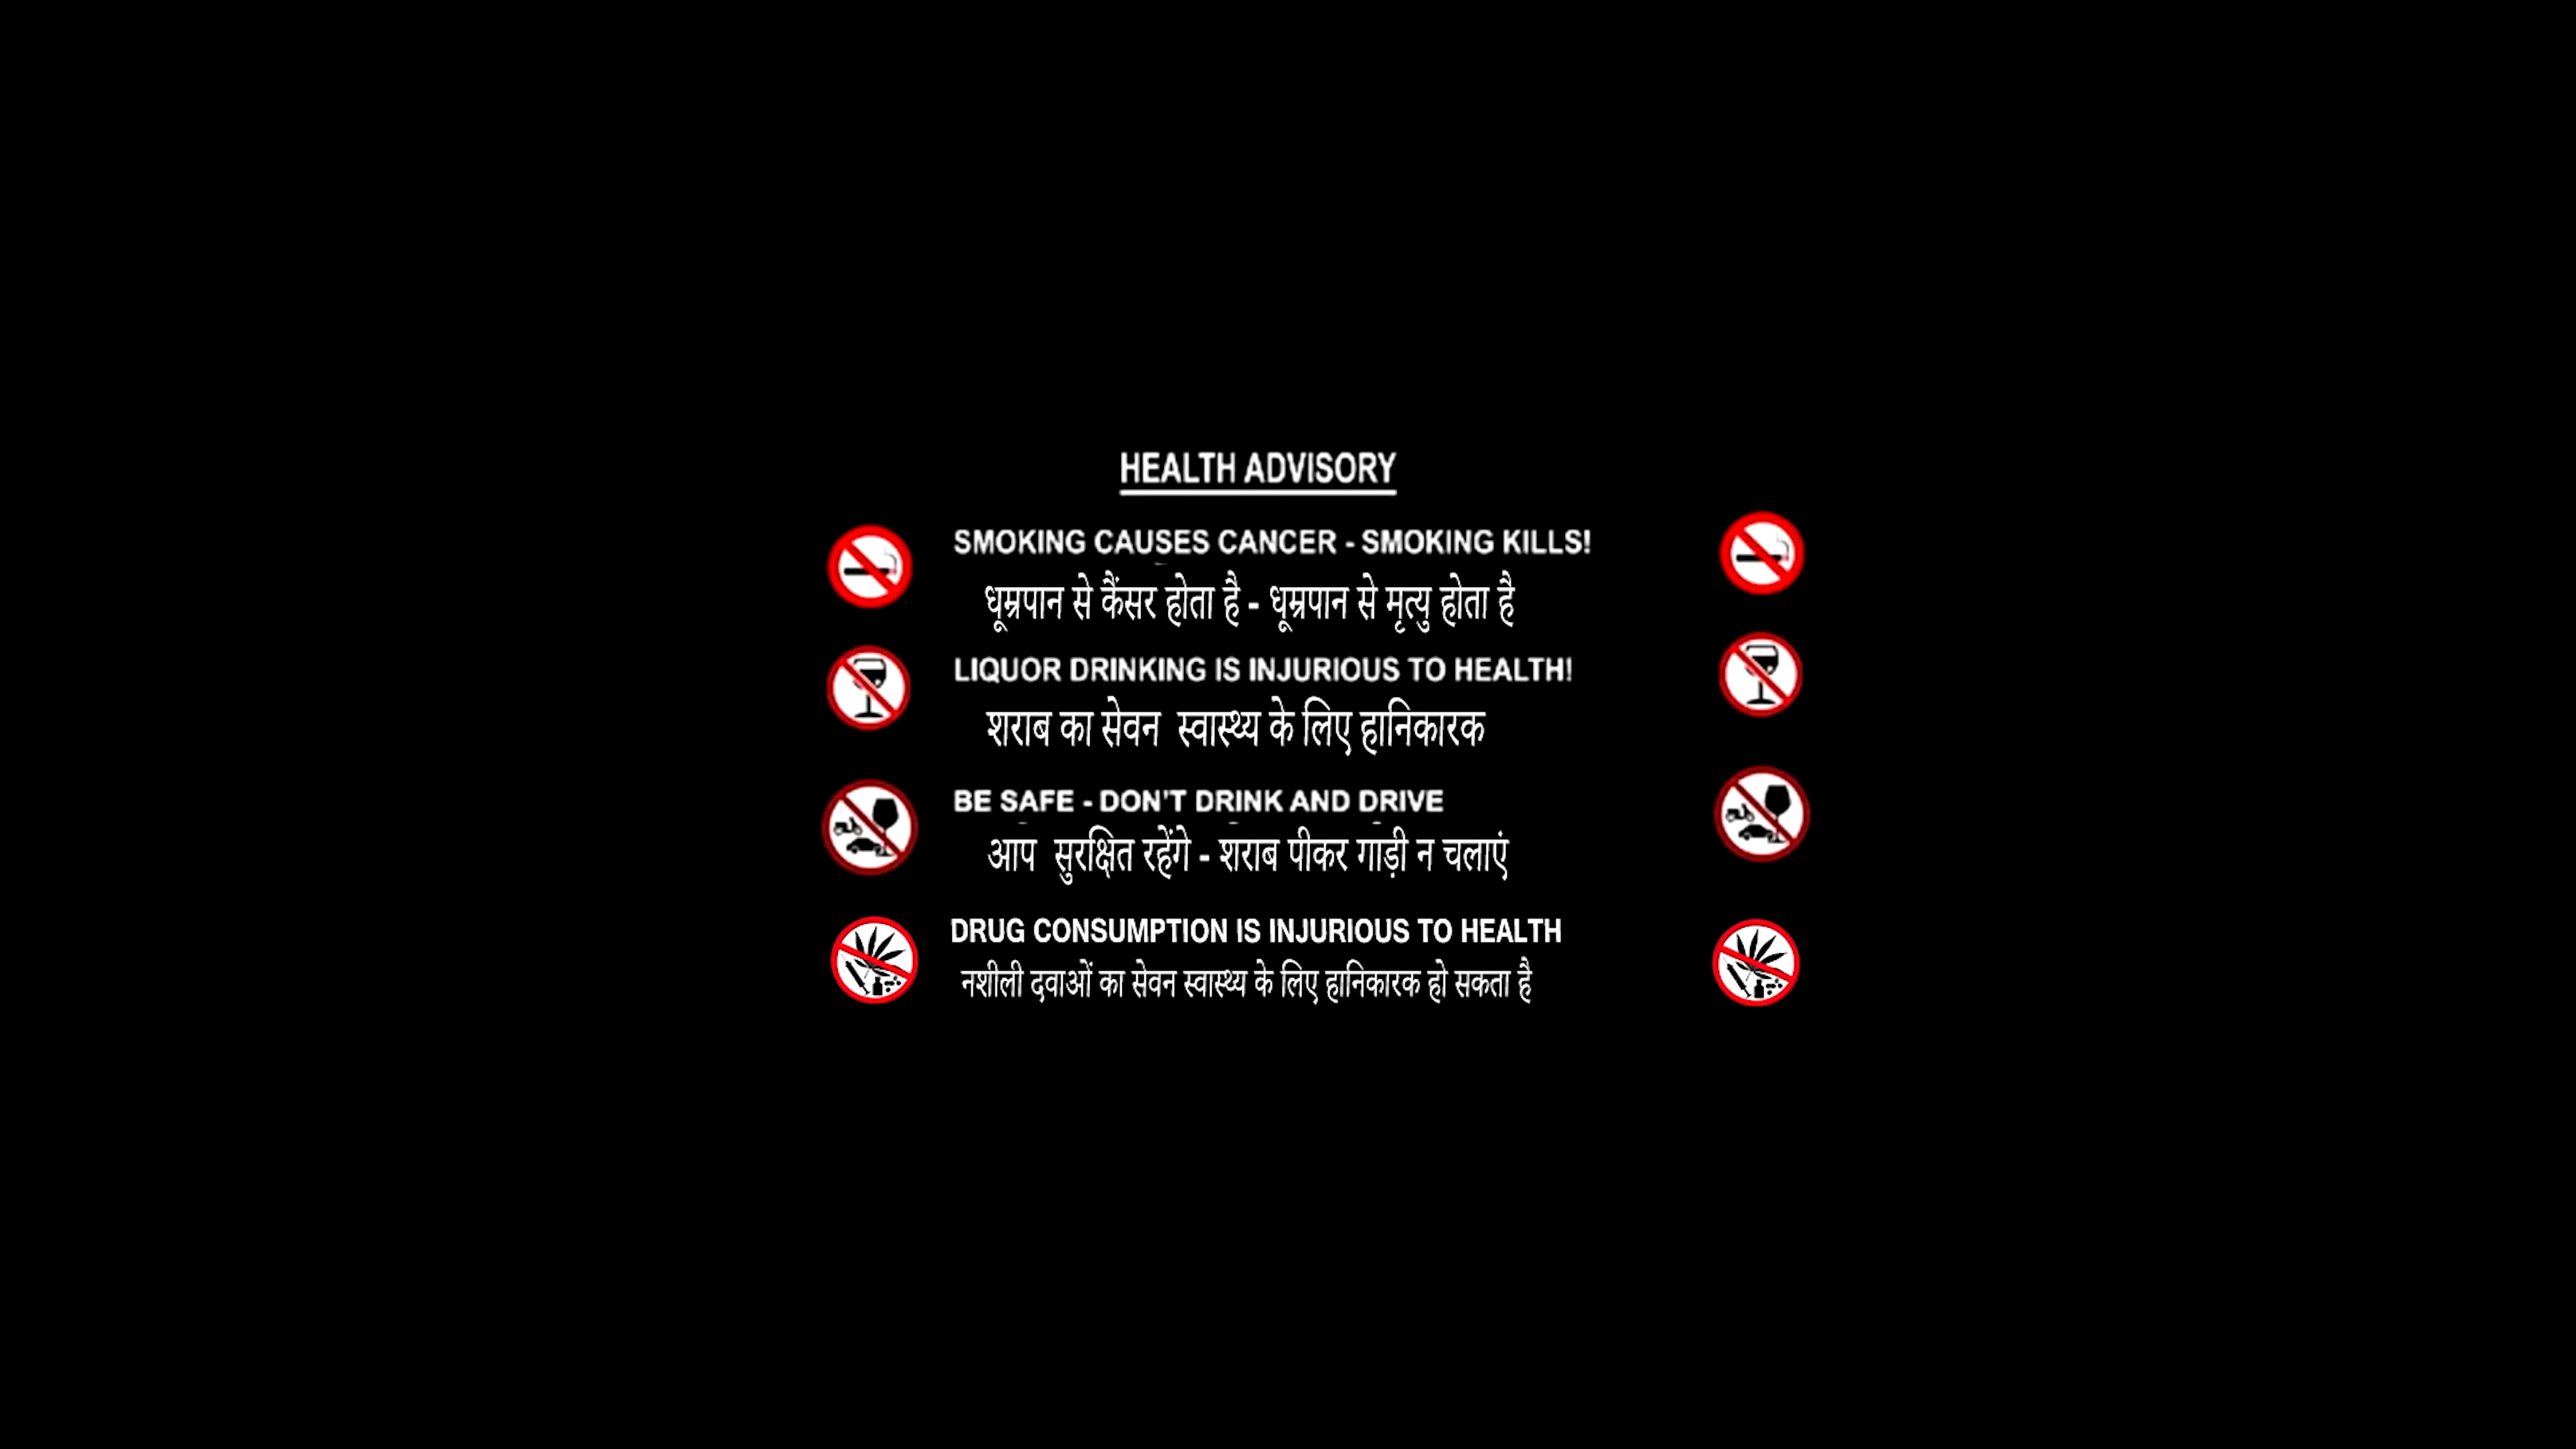 HEALTH ADVISORY
SMOKING CAUSES CANCER - SMOKING KILLS!
धूम्रपान से कैंसर होता है - धूम्रपान से मृत्यु होता है
LIQUOR DRINKING IS INJURIOUS TO HEALTH!
शराब का सेवन स्वास्थ्य के लिए हानिकारक
BE SAFE - DON'T DRINK AND DRIVE
आप सुरक्षित रहेंगे - शराब पीकर गाड़ी न चलाएं
DRUG CONSUMPTION IS INJURIOUS TO HEALTH
नशीली दवाओं का सेवन स्वास्थ्य के लिए हानिकारक हो सकता है